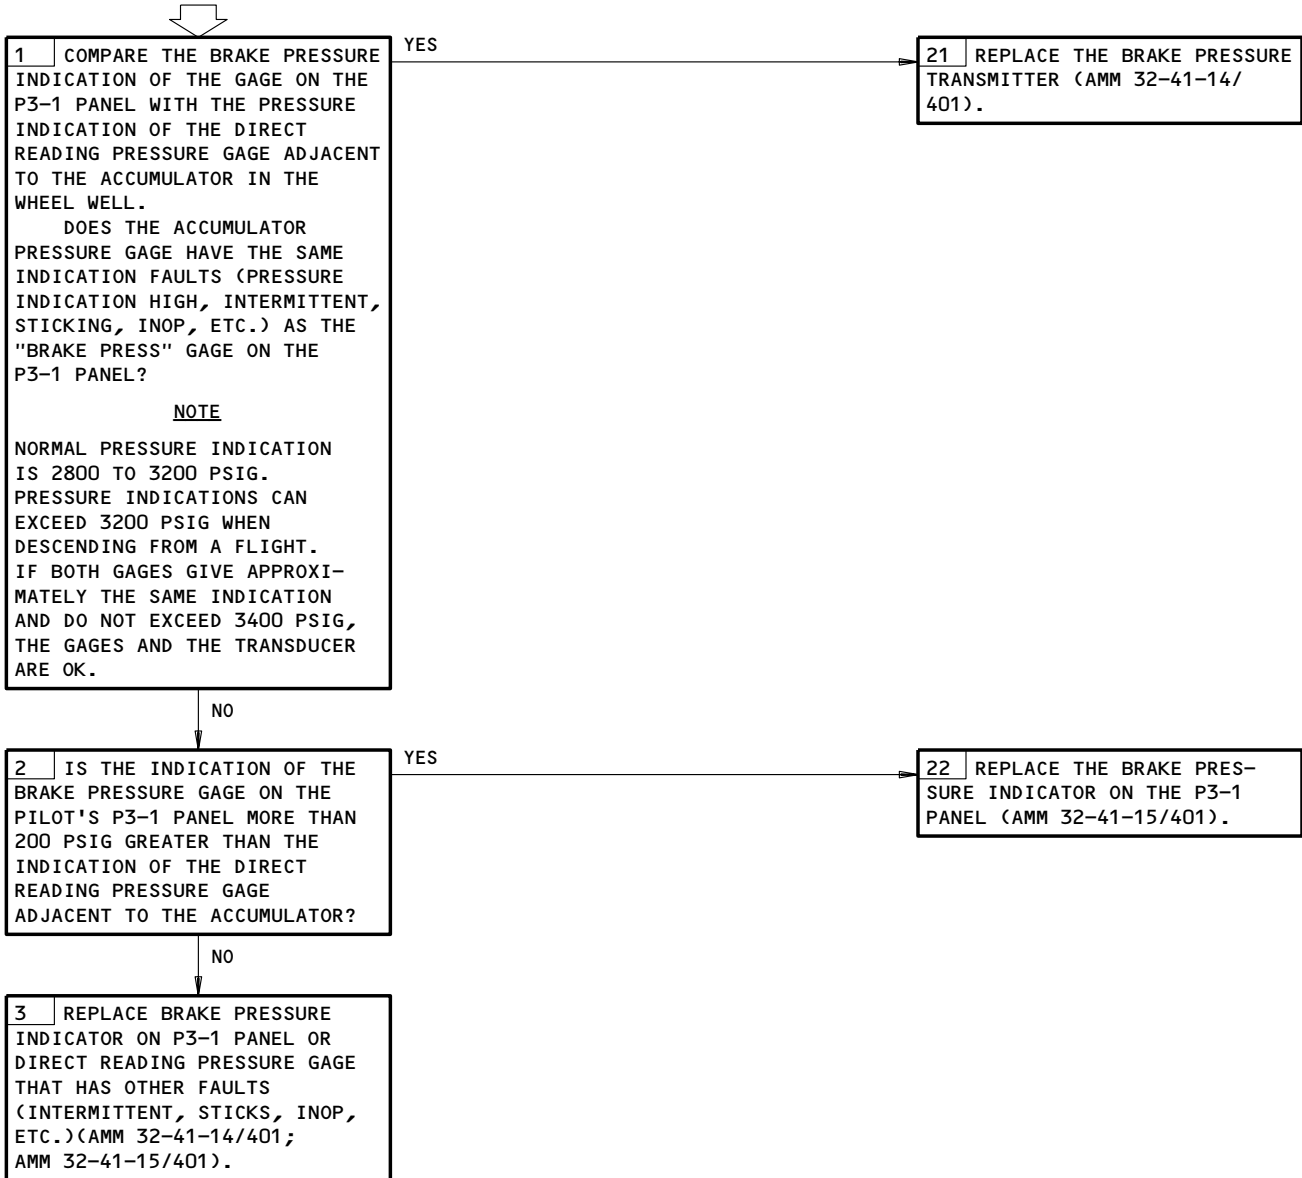 1 COMPARE THE BRAKE PRESSURE
INDICATION OF THE GAGE ON THE
P3-1 PANEL WITH THE PRESSURE
INDICATION OF THE DIRECT
READING PRESSURE GAGE ADJACENT
TO THE ACCUMULATOR IN THE
WHEEL WELL.
DOES THE ACCUMULATOR
PRESSURE GAGE HAVE THE SAME
INDICATION FAULTS (PRESSURE
INDICATION HIGH, INTERMITTENT,
STICKING, INOP, ETC.) AS THE
"BRAKE PRESS" GAGE ON THE
P3-1 PANEL?
NOTE
NORMAL PRESSURE INDICATION
IS 2800 TO 3200 PSIG.
PRESSURE INDICATIONS CAN
EXCEED 3200 PSIG WHEN
DESCENDING FROM A FLIGHT.
IF BOTH GAGES GIVE APPROXI-
MATELY THE SAME INDICATION
AND DO NOT EXCEED 3400 PSIG,
THE GAGES AND THE TRANSDUCER
ARE OK.
YES
21 REPLACE THE BRAKE PRESSURE
TRANSMITTER (AMM 32-41-14/
401).
NO
2 IS THE INDICATION OF THE
BRAKE PRESSURE GAGE ON THE
PILOT'S P3-1 PANEL MORE THAN
200 PSIG GREATER THAN THE
INDICATION OF THE DIRECT
READING PRESSURE GAGE
ADJACENT TO THE ACCUMULATOR?
YES
22 REPLACE THE BRAKE PRES-
SURE INDICATOR ON THE P3-1
PANEL (AMM 32-41-15/401).
NO
3 REPLACE BRAKE PRESSURE
INDICATOR ON P3-1 PANEL OR
DIRECT READING PRESSURE GAGE
THAT HAS OTHER FAULTS
(INTERMITTENT, STICKS, INOP,
ETC.)(AMM 32-41-14/401;
AMM 32-41-15/401).